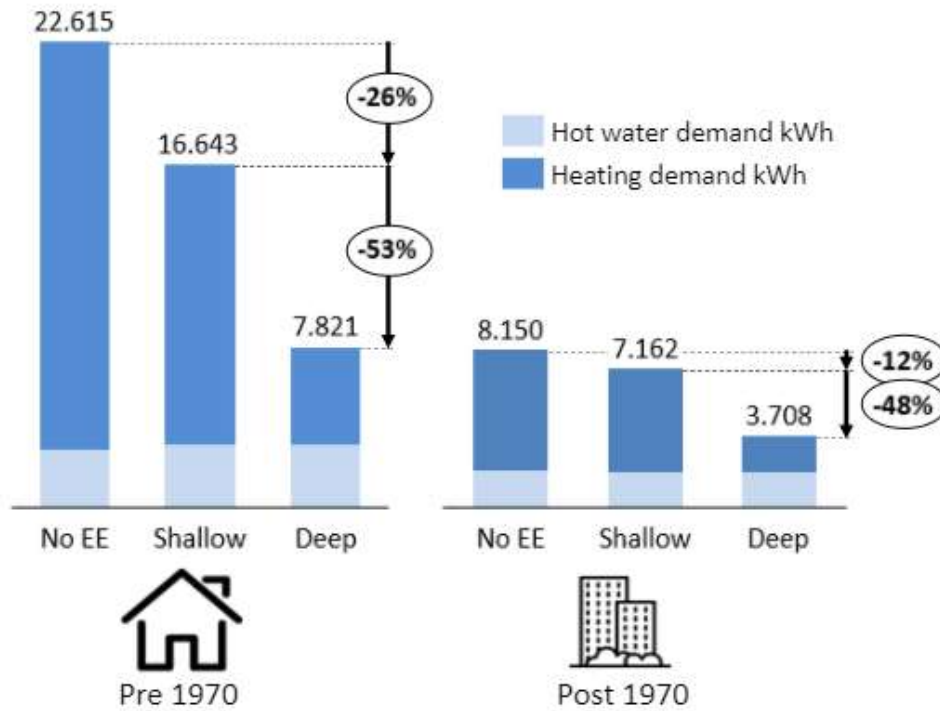 22.615
-26%
16.643
Hot water demand kWh
Heating demand kWh
-53%
7.821
8.150
7.162
-12%
-48%
3.708
No EE Shallow Deep
No EE Shallow Deep
Pre 1970
Post 1970